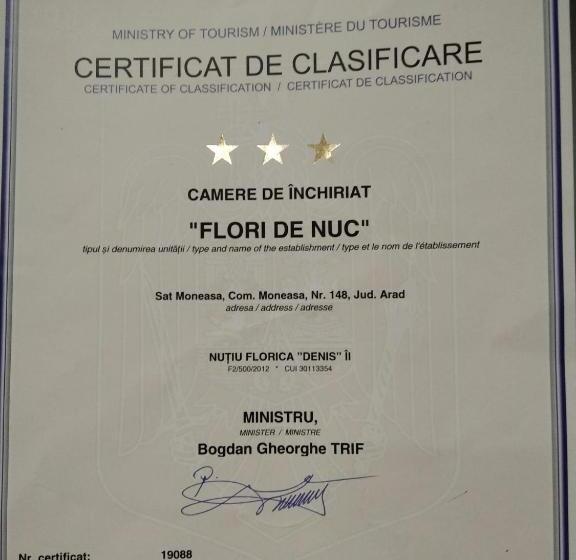 MINISTRY OF TOURISM / MINISTÈRE DU TOURISME
CERTIFICAT DE CLASIFICARE
CERTIFICATE OF CLASSIFICATION / CERTIFICAT DE CLASSIFICATION
CAMERE DE ÎNCHIRIAT
"FLORI DE NUC"
tipul și denumirea unității / type and name of the establishment / type et le nom de l'établissement
Sat Moneasa, Com. Moneasa, Nr. 148, Jud. Arad
adresa / address / adresse
NUȚIU FLORICA "DENIS" ÎI
F2/500/2012 * CUI 30113354
MINISTRU,
MINISTER / MINISTRE
Bogdan Gheorghe TRIF
Nr. certificat: 19088